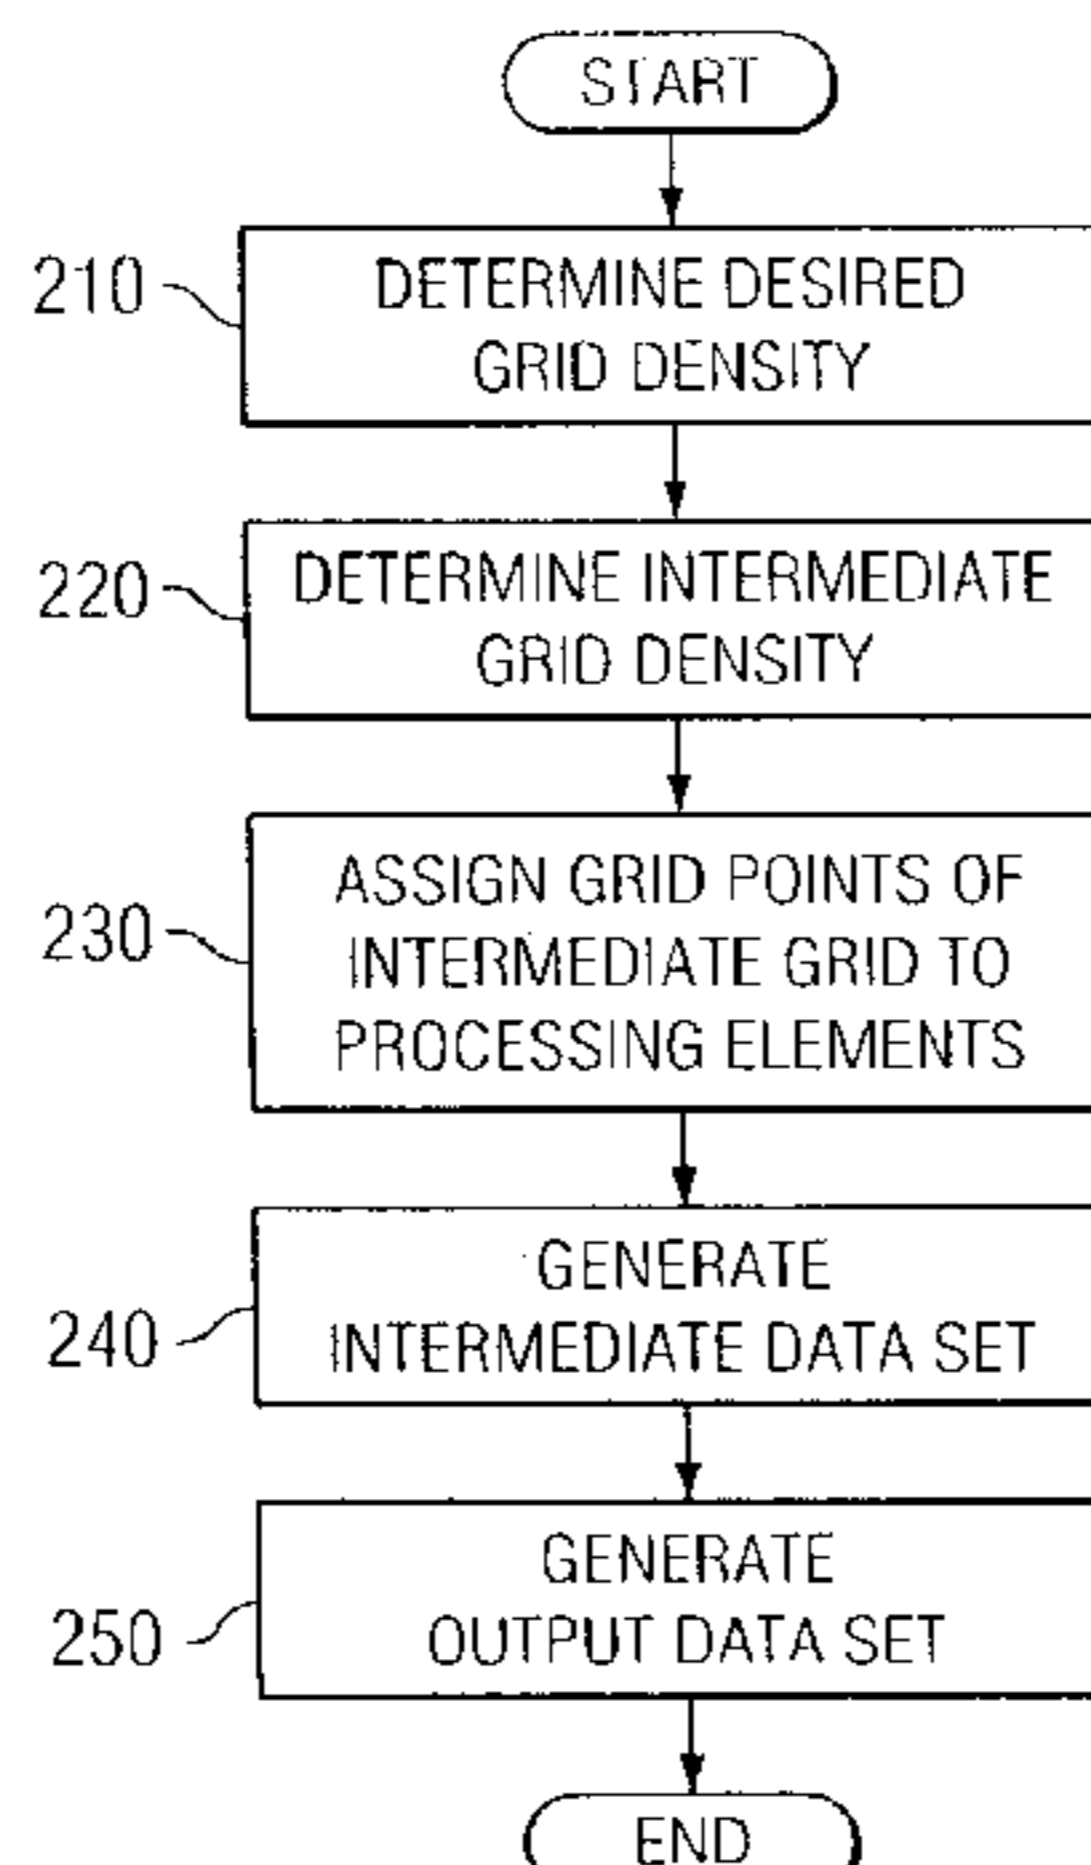 START
210
DETERMINE DESIRED
GRID DENSITY
220
DETERMINE INTERMEDIATE
GRID DENSITY
230
ASSIGN GRID POINTS OF
INTERMEDIATE GRID TO
PROCESSING ELEMENTS
240
GENERATE
INTERMEDIATE DATA SET
250
GENERATE
OUTPUT DATA SET
END